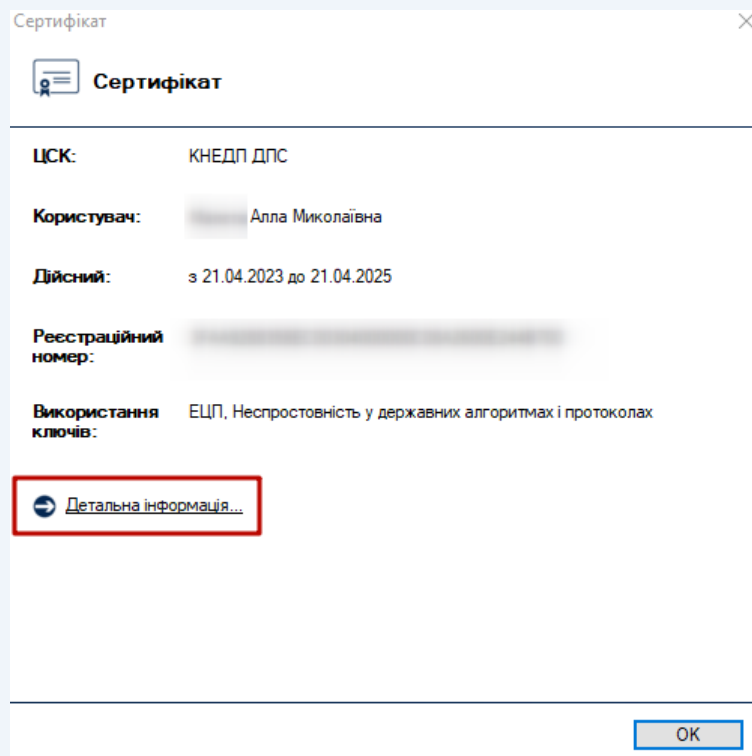 Сертифікат
Сертифікат
ЦСК: КНЕДП ДПС
Користувач: Алла Миколаївна
Дійсний: з 21.04.2023 до 21.04.2025
Реєстраційний
номер:
Використання ЕЦП, Неспростовність у державних алгоритмах і протоколах
ключів:
Детальна інформація...
OK